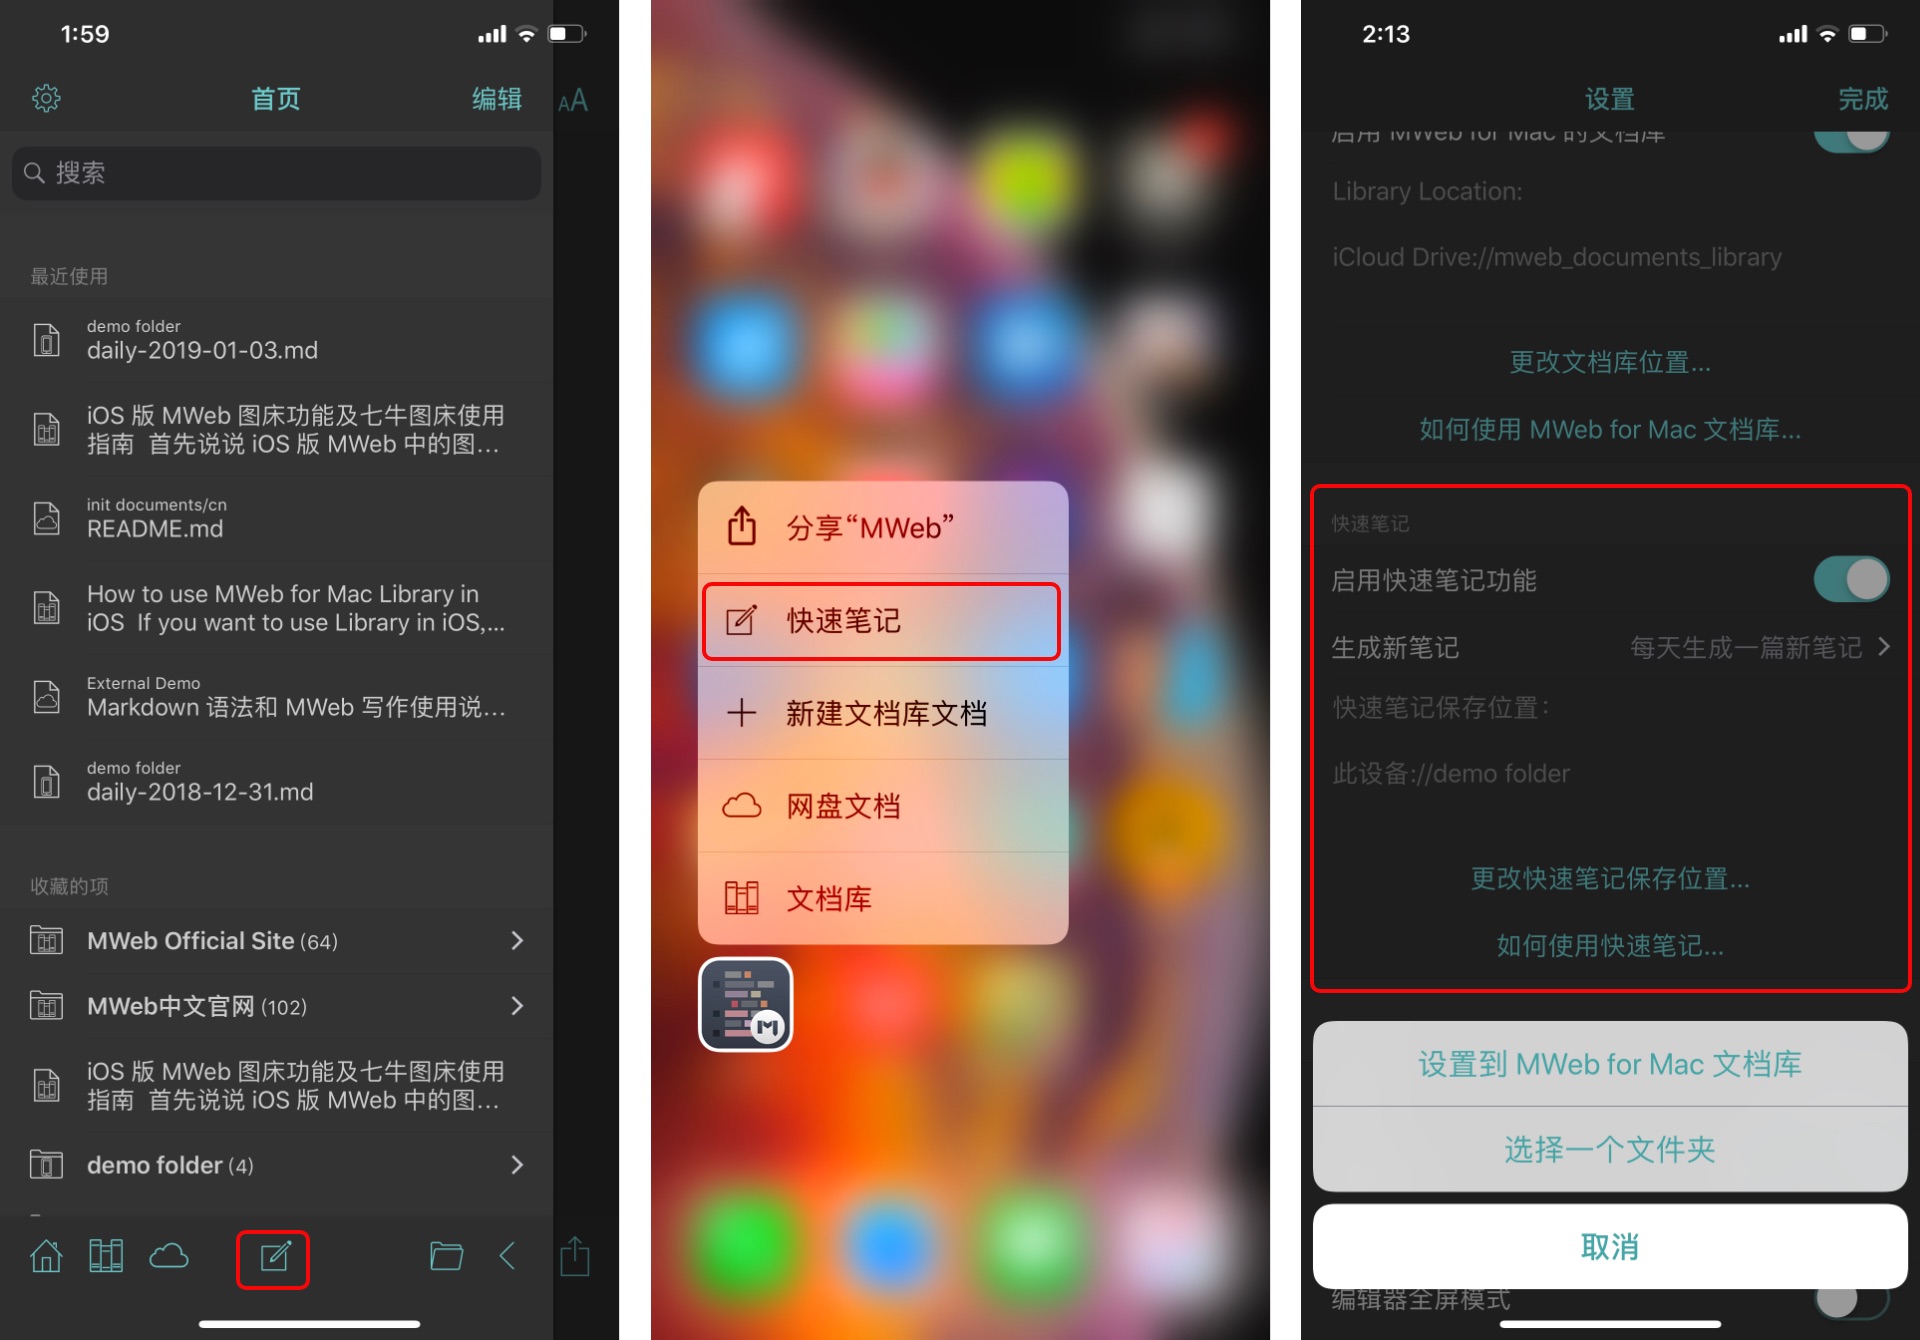 1:59
首页
编辑
AA
搜索
最近使用
demo folder
daily-2019-01-03.md
iOS 版 MWeb 图床功能及七牛图床使用
指南 首先说说 iOS 版 MWeb 中的图…
init documents/cn
README.md
How to use MWeb for Mac Library in
iOS If you want to use Library in iOS,…
External Demo
Markdown 语法和 MWeb 写作使用说…
demo folder
daily-2018-12-31.md
收藏的项
MWeb Official Site (64)
MWeb中文官网 (102)
iOS 版 MWeb 图床功能及七牛图床使用
指南 首先说说 iOS 版 MWeb 中的图…
demo folder (4)
分享“MWeb”
快速笔记
新建文档库文档
网盘文档
文档库
2:13
设置
完成
启用 MWeb for Mac 的文档库
Library Location:
iCloud Drive://mweb_documents_library
更改文档库位置...
如何使用 MWeb for Mac 文档库...
快速笔记
启用快速笔记功能
生成新笔记
每天生成一篇新笔记
快速笔记保存位置：
此设备://demo folder
更改快速笔记保存位置...
如何使用快速笔记...
设置到 MWeb for Mac 文档库
选择一个文件夹
取消
编辑器全屏模式